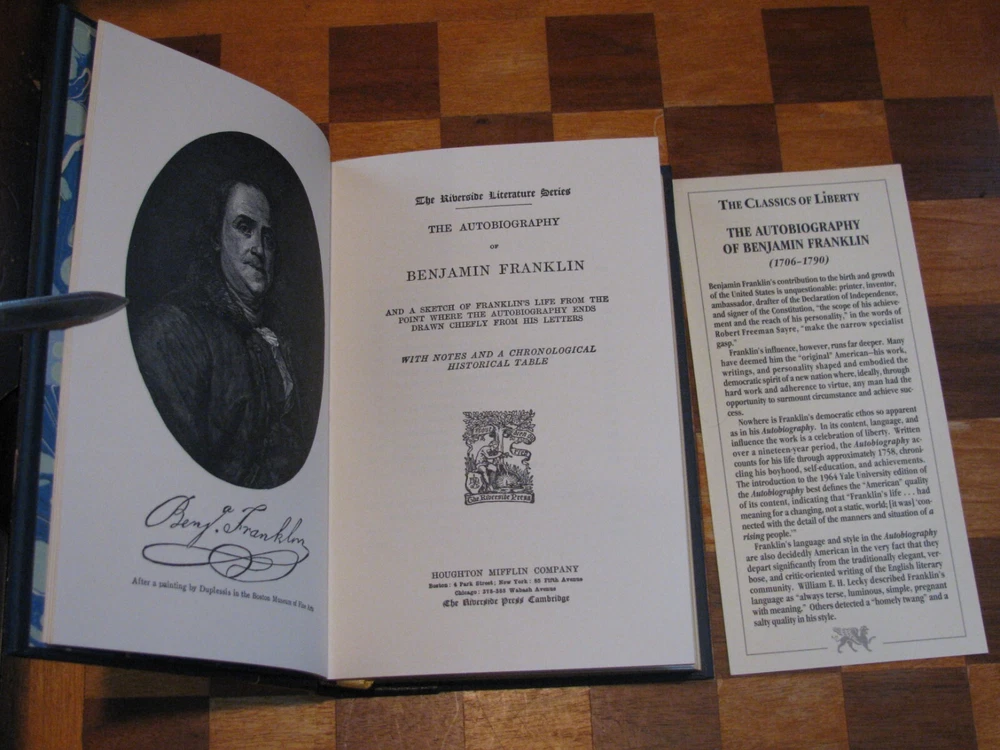 Benj. Franklin
After a painting by Duplessis in the Boston Museum of Fine Arts
The Riverside Literature Series
THE AUTOBIOGRAPHY
OF
BENJAMIN FRANKLIN
AND A SKETCH OF FRANKLIN'S LIFE FROM THE
POINT WHERE THE AUTOBIOGRAPHY ENDS
DRAWN CHIEFLY FROM HIS LETTERS
WITH NOTES AND A CHRONOLOGICAL
HISTORICAL TABLE
The Riverside Press
HOUGHTON MIFFLIN COMPANY
Boston: 4 Park Street; New York: 85 Fifth Avenue
Chicago: 378-388 Wabash Avenue
The Riverside Press Cambridge
THE CLASSICS OF LIBERTY
THE AUTOBIOGRAPHY
OF BENJAMIN FRANKLIN
(1706–1790)
Benjamin Franklin's contribution to the birth and growth
of the United States is unquestionable: printer, inventor,
ambassador, drafter of the Declaration of Independence,
and signer of the Constitution, "the scope of his achieve-
ment and the reach of his personality," in the words of
Robert Freeman Sayre, "make the narrow specialist
gasp."
Franklin's influence, however, runs far deeper. Many
have deemed him the "original" American—his work,
writings, and personality shaped and embodied the
democratic spirit of a new nation where, ideally, through
hard work and adherence to virtue, any man had the
opportunity to surmount circumstance and achieve suc-
cess.
Nowhere is Franklin's democratic ethos so apparent
as in his Autobiography. In its content, language, and
influence the work is a celebration of liberty. Written
over a nineteen-year period, the Autobiography ac-
counts for his life through approximately 1758, chroni-
cling his boyhood, self-education, and achievements.
The introduction to the 1964 Yale University edition of
the Autobiography best defines the "American" quality
of its content, indicating that "Franklin's life . . . had
meaning for a changing, not a static, world; [it was] 'con-
nected with the detail of the manners and situation of a
rising people.'"
Franklin's language and style in the Autobiography
are also decidedly American in the very fact that they
depart significantly from the traditionally elegant, ver-
bose, and critic-oriented writing of the English literary
community. William E. H. Lecky described Franklin's
language as "always terse, luminous, simple, pregnant
with meaning." Others detected a "homely twang" and a
salty quality in his style.